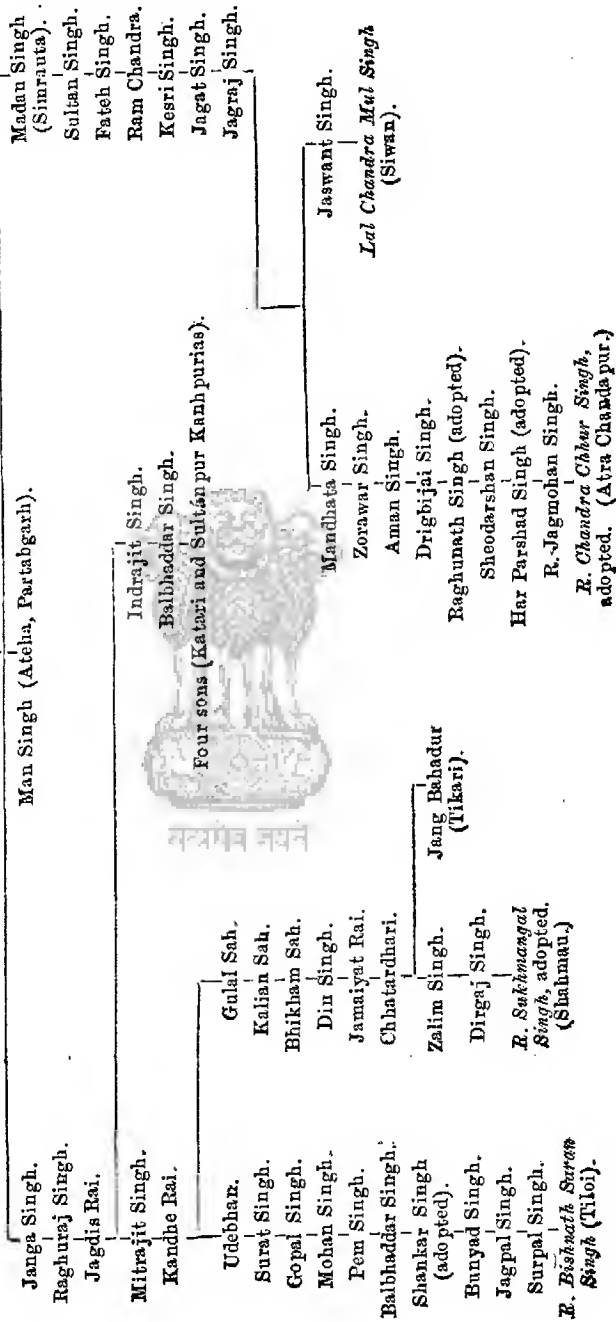 Man Singh (Ateha, Partabgarh).
Janga Singh.
Raghuraj Singh.
Jagdis Rai.
Mitrajit Singh.
Kandhe Rai.
Udebhan.
Surat Singh.
Gopal Singh.
Mohan Singh.
Pem Singh.
Balbhaddar Singh.
Shankar Singh
(adopted).
Bunyad Singh.
Jagpal Singh.
Surpal Singh.
R. Bishnath Saran
Singh (Tiloi).
Gulal Sah.
Kalian Sah.
Bhikham Sah.
Din Singh.
Jamaiyat Rai.
Chhatardhari.
Zalim Singh.
Dirgaj Singh.
R. Sukhmangal
Singh, adopted.
(Shahmau.)
Jang Bahadur
(Tikari).
Indrajit Singh.
Balbhaddar Singh.
Four sons (Katari and Sultánpur Kanhpurias).
Madan Singh
(Simrauta).
Sultan Singh.
Fateh Singh.
Ram Chandra.
Kesri Singh.
Jagat Singh.
Jagraj Singh.
Mandhata Singh.
Zorawar Singh.
Aman Singh.
Drigbijai Singh.
Raghunath Singh (adopted).
Sheodarshan Singh.
Har Parshad Singh (adopted).
R. Jagmohan Singh.
R. Chandra Chhur Singh,
adopted. (Atra Chandapur.)
Jaswant Singh.
Lal Chandra Mul Singh
(Siwan).
सत्यमेव जयते